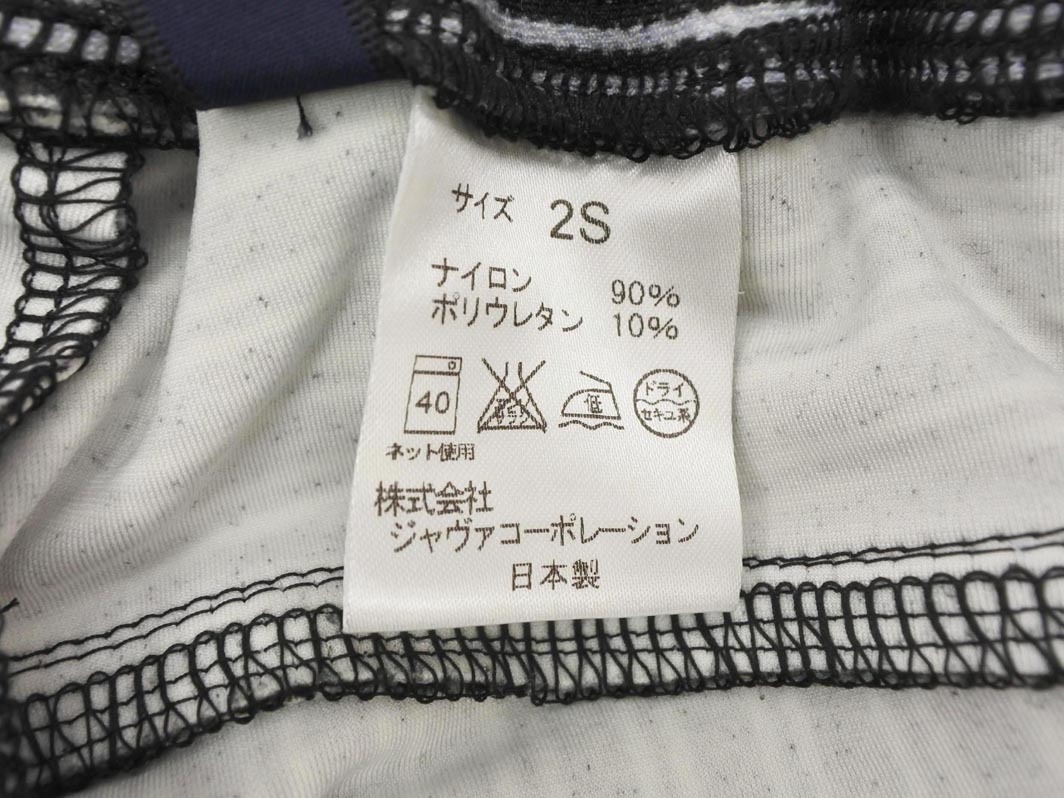 サイズ 2S
ナイロン 90%
ポリウレタン 10%
40 低 ドライ
セキユ系
ネット使用
株式会社
ジャヴァコーポレーション
日本製